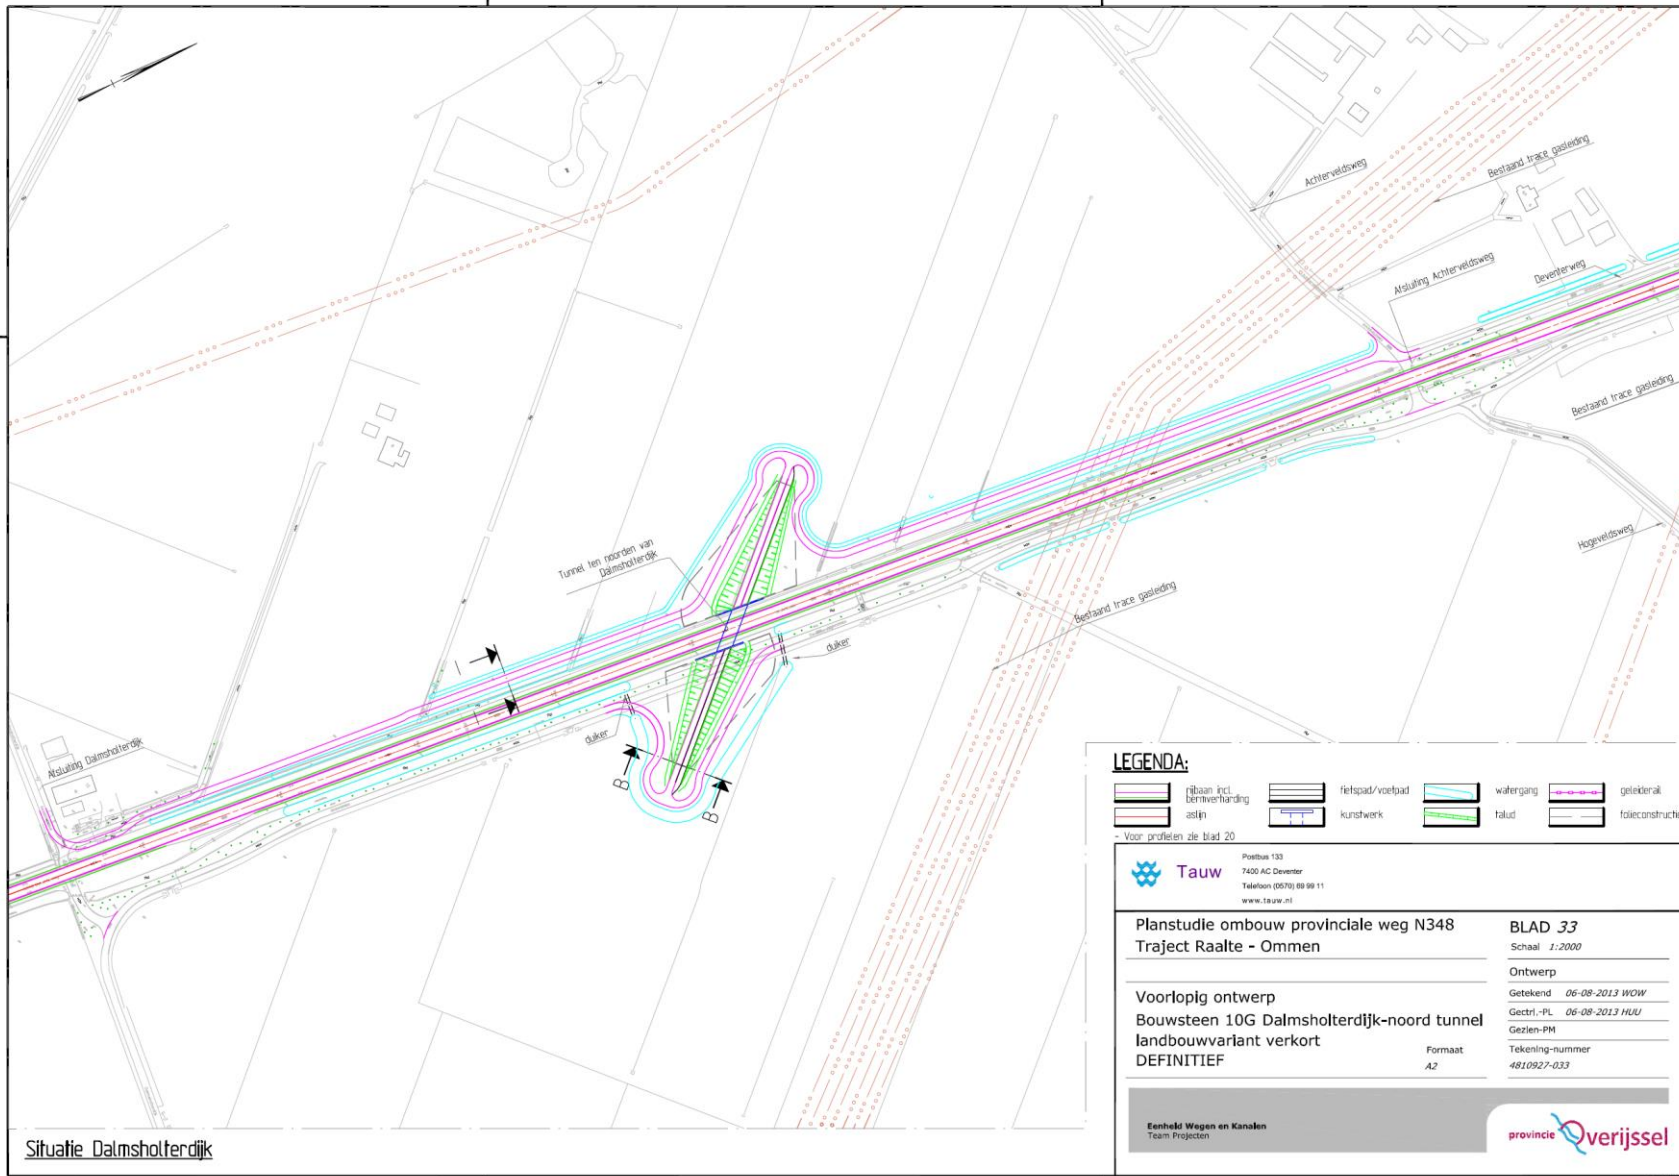 Achterveldsweg
Bestaand trace gasleiding
Afsluiting Achterveldsweg
Deventerweg
Bestaand trace gasleiding
Hogeveldsweg
Tunnel ten noorden van
Dalmsholterdijk
Bestaand trace gasleiding
duiker
duiker
Afsluiting Dalmsholterdijk
B
B
LEGENDA:
rijbaan incl.
bermverharding
fietspad/voetpad
watergang
geleiderail
aslijn
kunstwerk
talud
folieconstructie
- Voor profielen zie blad 20
Tauw
Postbus 133
7400 AC Deventer
Telefoon (0570) 69 99 11
www.tauw.nl
Planstudie ombouw provinciale weg N348
Traject Raalte - Ommen
BLAD 33
Schaal 1:2000
Ontwerp
Voorlopig ontwerp
Bouwsteen 10G Dalmsholterdijk-noord tunnel
landbouwvariant verkort
DEFINITIEF
Formaat
A2
Getekend 06-08-2013 WOW
Gectrl.-PL 06-08-2013 HUU
Gezien-PM
Tekening-nummer
4810927-033
Eenheid Wegen en Kanalen
Team Projecten
provincie Overijssel
Situatie Dalmsholterdijk